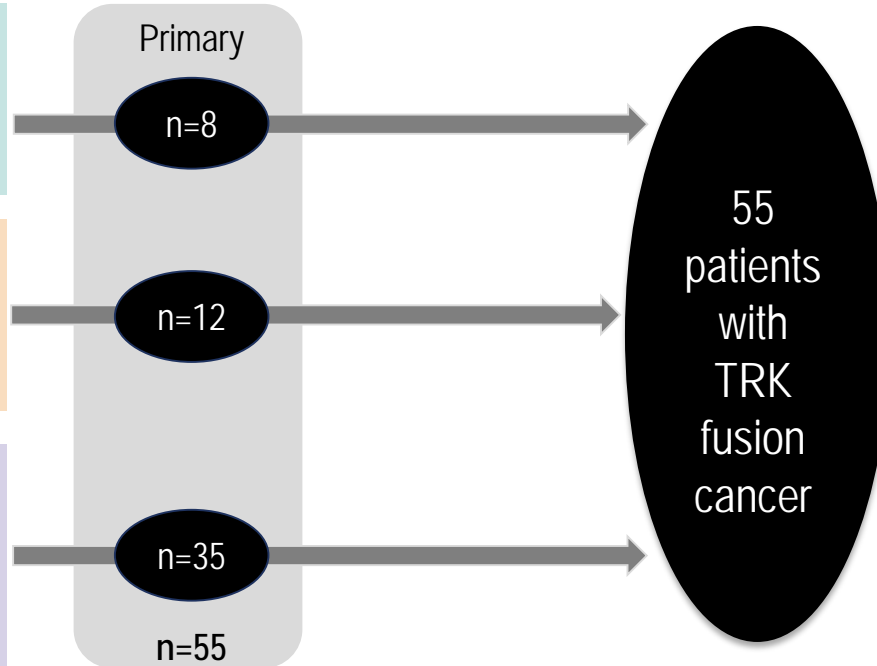 Primary
n=8
n=12
n=35
n=55
55
patients
with
TRK
fusion
cancer